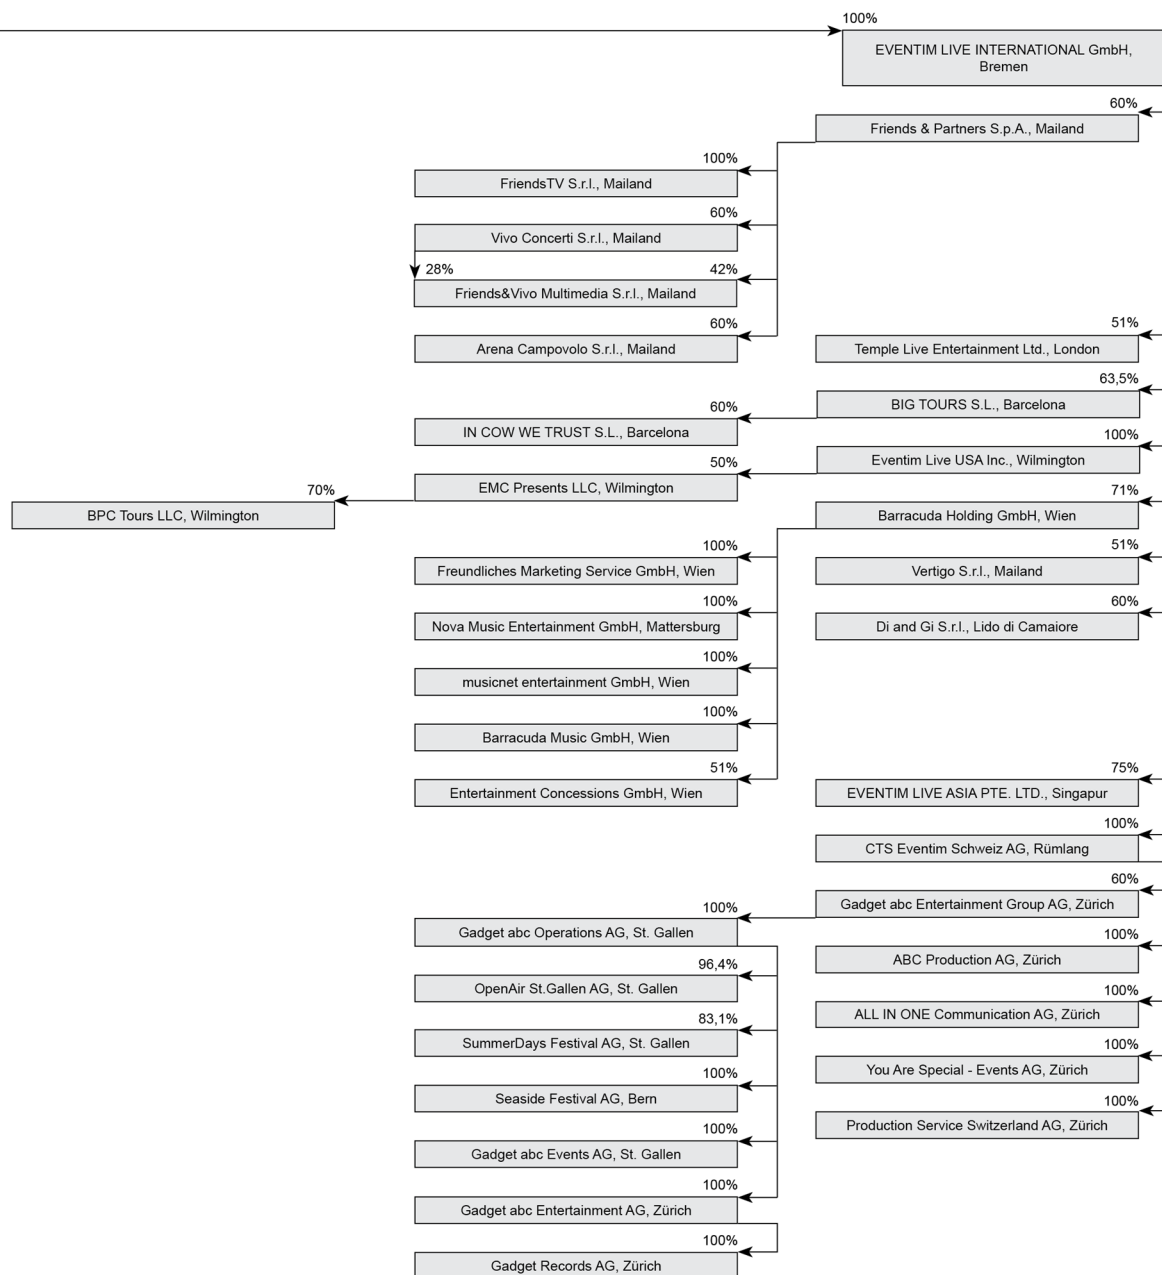 100%
EVENTIM LIVE INTERNATIONAL GmbH,
Bremen
60%
Friends & Partners S.p.A., Mailand
100%
FriendsTV S.r.l., Mailand
60%
Vivo Concerti S.r.l., Mailand
28%
42%
Friends&Vivo Multimedia S.r.l., Mailand
60%
Arena Campovolo S.r.l., Mailand
51%
Temple Live Entertainment Ltd., London
63,5%
BIG TOURS S.L., Barcelona
60%
IN COW WE TRUST S.L., Barcelona
100%
Eventim Live USA Inc., Wilmington
50%
EMC Presents LLC, Wilmington
70%
BPC Tours LLC, Wilmington
71%
Barracuda Holding GmbH, Wien
100%
Freundliches Marketing Service GmbH, Wien
51%
Vertigo S.r.l., Mailand
100%
Nova Music Entertainment GmbH, Mattersburg
60%
Di and Gi S.r.l., Lido di Camaiore
100%
musicnet entertainment GmbH, Wien
100%
Barracuda Music GmbH, Wien
51%
Entertainment Concessions GmbH, Wien
75%
EVENTIM LIVE ASIA PTE. LTD., Singapur
100%
CTS Eventim Schweiz AG, Rümlang
60%
Gadget abc Entertainment Group AG, Zürich
100%
Gadget abc Operations AG, St. Gallen
100%
ABC Production AG, Zürich
96,4%
OpenAir St.Gallen AG, St. Gallen
100%
ALL IN ONE Communication AG, Zürich
83,1%
SummerDays Festival AG, St. Gallen
100%
You Are Special - Events AG, Zürich
100%
Seaside Festival AG, Bern
100%
Production Service Switzerland AG, Zürich
100%
Gadget abc Events AG, St. Gallen
100%
Gadget abc Entertainment AG, Zürich
100%
Gadget Records AG, Zürich